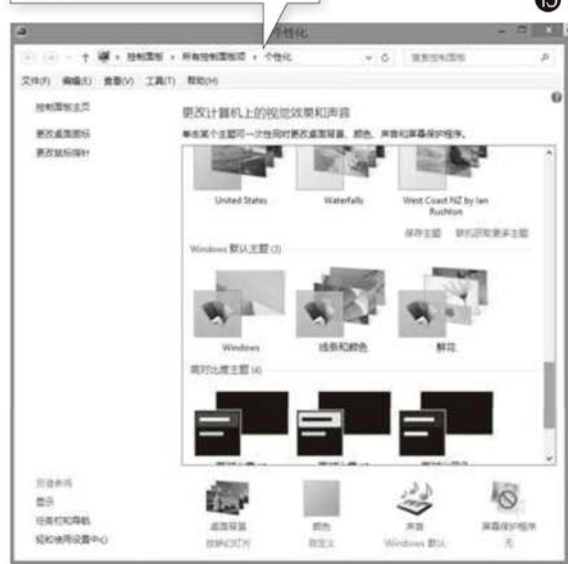 ⓯
个性化
控制面板 › 所有控制面板项 › 个性化
搜索控制面板
文件(F) 编辑(E) 查看(V) 工具(T) 帮助(H)
控制面板主页
更改桌面图标
更改鼠标指针
更改计算机上的视觉效果和声音
单击某个主题可一次性同时更改桌面背景、颜色、声音和屏幕保护程序。
United States
Waterfalls
West Coast NZ by Ian
Rushton
保存主题 联机获取更多主题
Windows 默认主题 (3)
Windows
线条和颜色
鲜花
高对比度主题 (4)
另请参阅
显示
任务栏和导航
轻松使用设置中心
桌面背景
放映幻灯片
颜色
自定义
声音
Windows 默认
屏幕保护程序
无